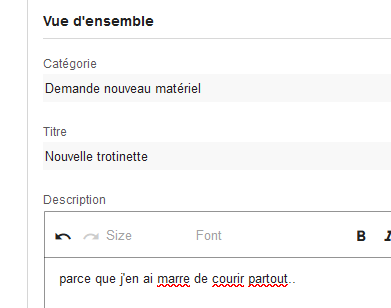 Vue d'ensemble
Catégorie
Demande nouveau matériel
Titre
Nouvelle trotinette
Description
Size Font B I
parce que j'en ai marre de courir partout..